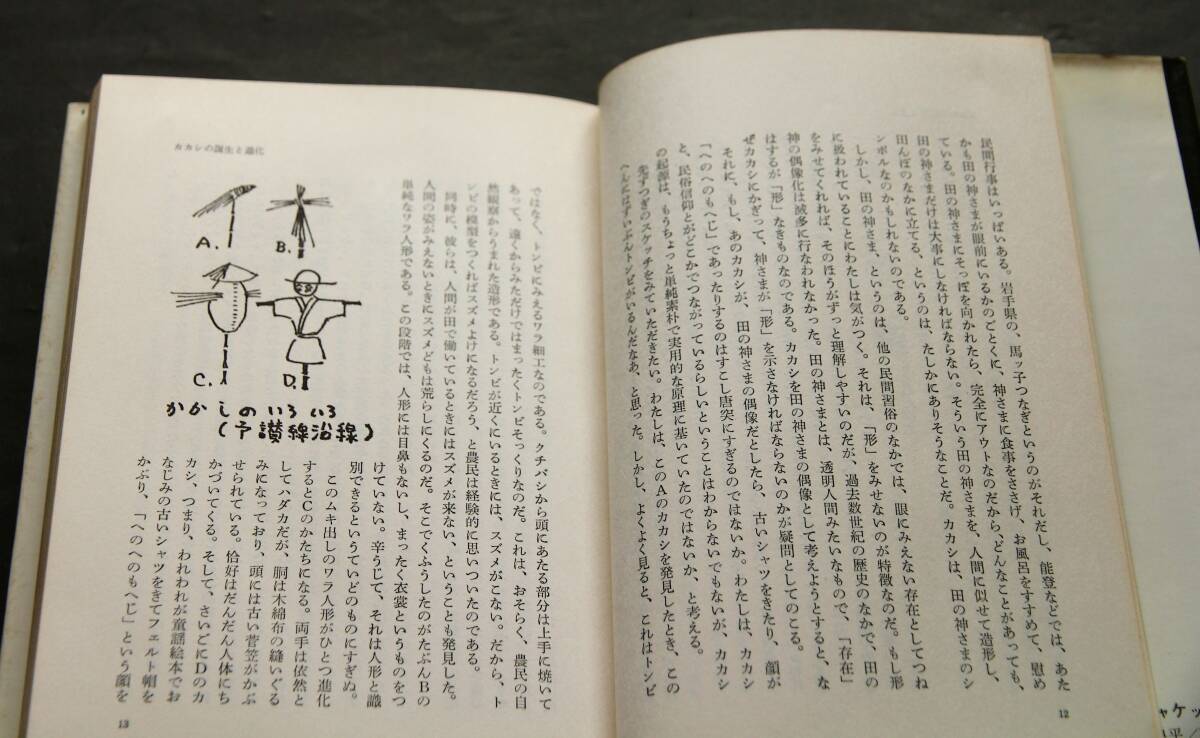 民間行事はいっぱいある。岩手県の、馬ッ子つなぎというのがそれだし、能登などでは、あた
かも田の神さまが眼前にいるかのごとくに、神さまに食事をささげ、お風呂をすすめて、慰め
ている。田の神さまにそっぽを向かれたら、完全にアウトなのだから、どんなことがあっても、
田の神さまだけは大事にしなければならない。そういう田の神さまを、人間に似せて造形し、
田んぼのなかに立てる、というのは、たしかにありそうなことだ。カカシは、田の神さまのシ
ンボルなのかもしれないのである。
しかし、田の神さま、というのは、他の民間習俗のなかでは、眼にみえない存在としてつね
に扱われていることにわたしは気がつく。それは、「形」をみせないのが特徴なのだ。もし形
をみせてくれれば、そのほうがずっと理解しやすいのだが、過去数世紀の歴史のなかで、田の
神の偶像化は滅多に行なわれなかった。田の神さまとは、透明人間みたいなもので、「存在」
はするが「形」なきものなのである。カカシを田の神さまの偶像として考えようとすると、な
ぜカカシにかぎって、神さまが「形」を示さなければならないのかが疑問としてのこる。
それに、もし、あのカカシが、田の神さまの偶像だとしたら、古いシャツをきたり、顔が
「へのへのもへじ」であったりするのはすこし唐突にすぎるのではないか。わたしは、カカシ
と、民俗信仰とがどこかでつながっているらしいということはわからないでもないが、カカシ
の起源は、もうちょっと単純素朴で実用的な原理に基いていたのではないか、と考える。
先ずつぎのスケッチをみていただきたい。わたしは、このAのカカシを発見したとき、この
へんにはずいぶんトンビがいるんだなあ、と思った。しかし、よくよく見ると、これはトンビ
12
カカシの誕生と進化
A.
B.
C.
D.
かかしのいろいろ
(予讃線沿線)
ではなく、トンビにみえるワラ細工なのである。クチバシから頭にあたる部分は上手に焼いて
あって、遠くからみただけではまったくトンビそっくりなのだ。これは、おそらく、農民の自
然観察からうまれた造形である。トンビが近くにいるときには、スズメがこない。だから、ト
ンビの模型をつくればスズメよけになるだろう、と農民は経験的に思いついたのである。
同時に、彼らは、人間が田で働いているときにはスズメが来ない、ということも発見した。
人間の姿がみえないときにスズメどもは荒らしにくるのだ。そこでくふうしたのがたぶんBの
単純なワラ人形である。この段階では、人形には目鼻もないし、まったく衣裳というものをつ
けていない。辛うじて、それは人形と識
別できるというていどのものにすぎぬ。
このムキ出しのワラ人形がひとつ進化
するとCのかたちになる。両手は依然と
してハダカだが、胴は木綿布の縫いぐる
みになっており、頭には古い菅笠がかぶ
せられている。恰好はだんだん人体にち
かづいてくる。そして、さいごにDのカ
カシ、つまり、われわれが童謡絵本でお
なじみの古いシャツをきてフェルト帽を
かぶり、「へのへのもへじ」という顔を
13
ャケッ